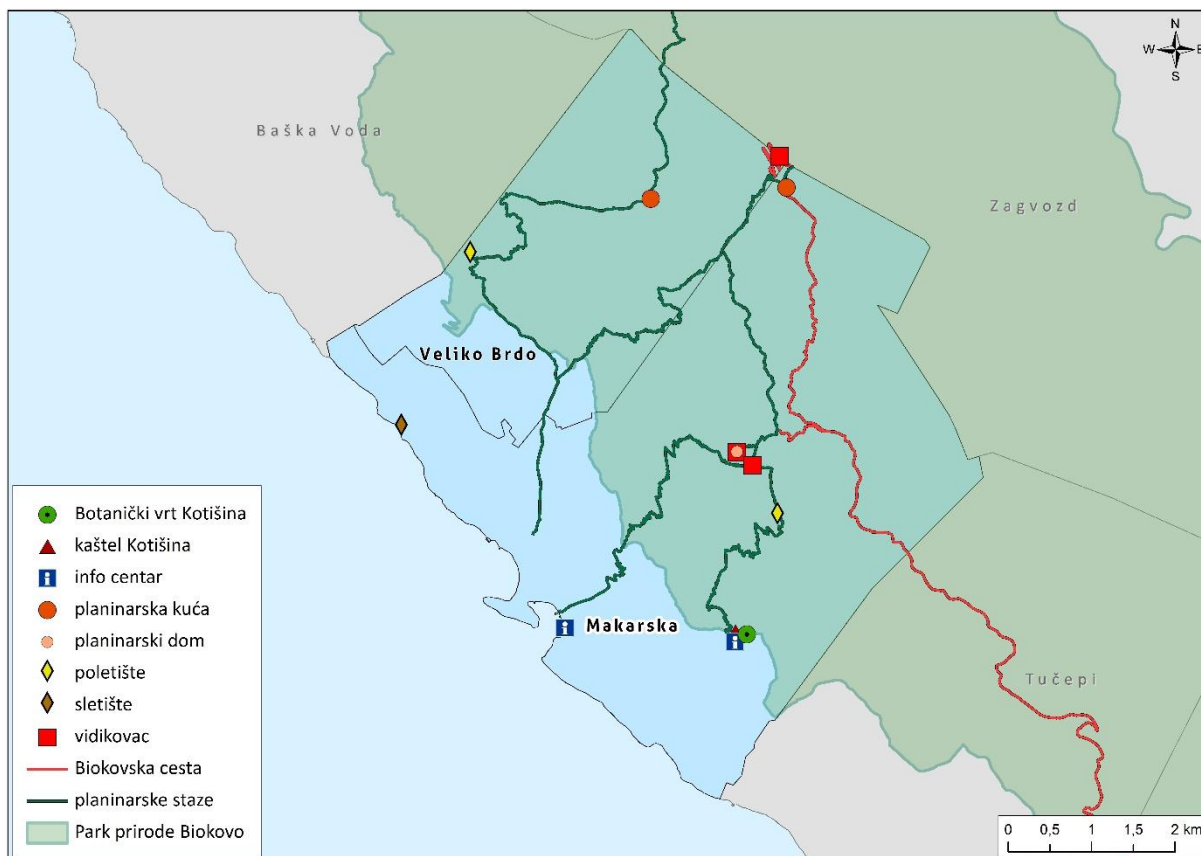 N
W E
S
Baška Voda
Zagvozd
Veliko Brdo
Makarska
Tučepi
Botanički vrt Kotišina
kaštel Kotišina
info centar
planinarska kuća
planinarski dom
poletište
sletište
vidikovac
Biokovska cesta
planinarske staze
Park prirode Biokovo
0 0,5 1 1,5 2 km